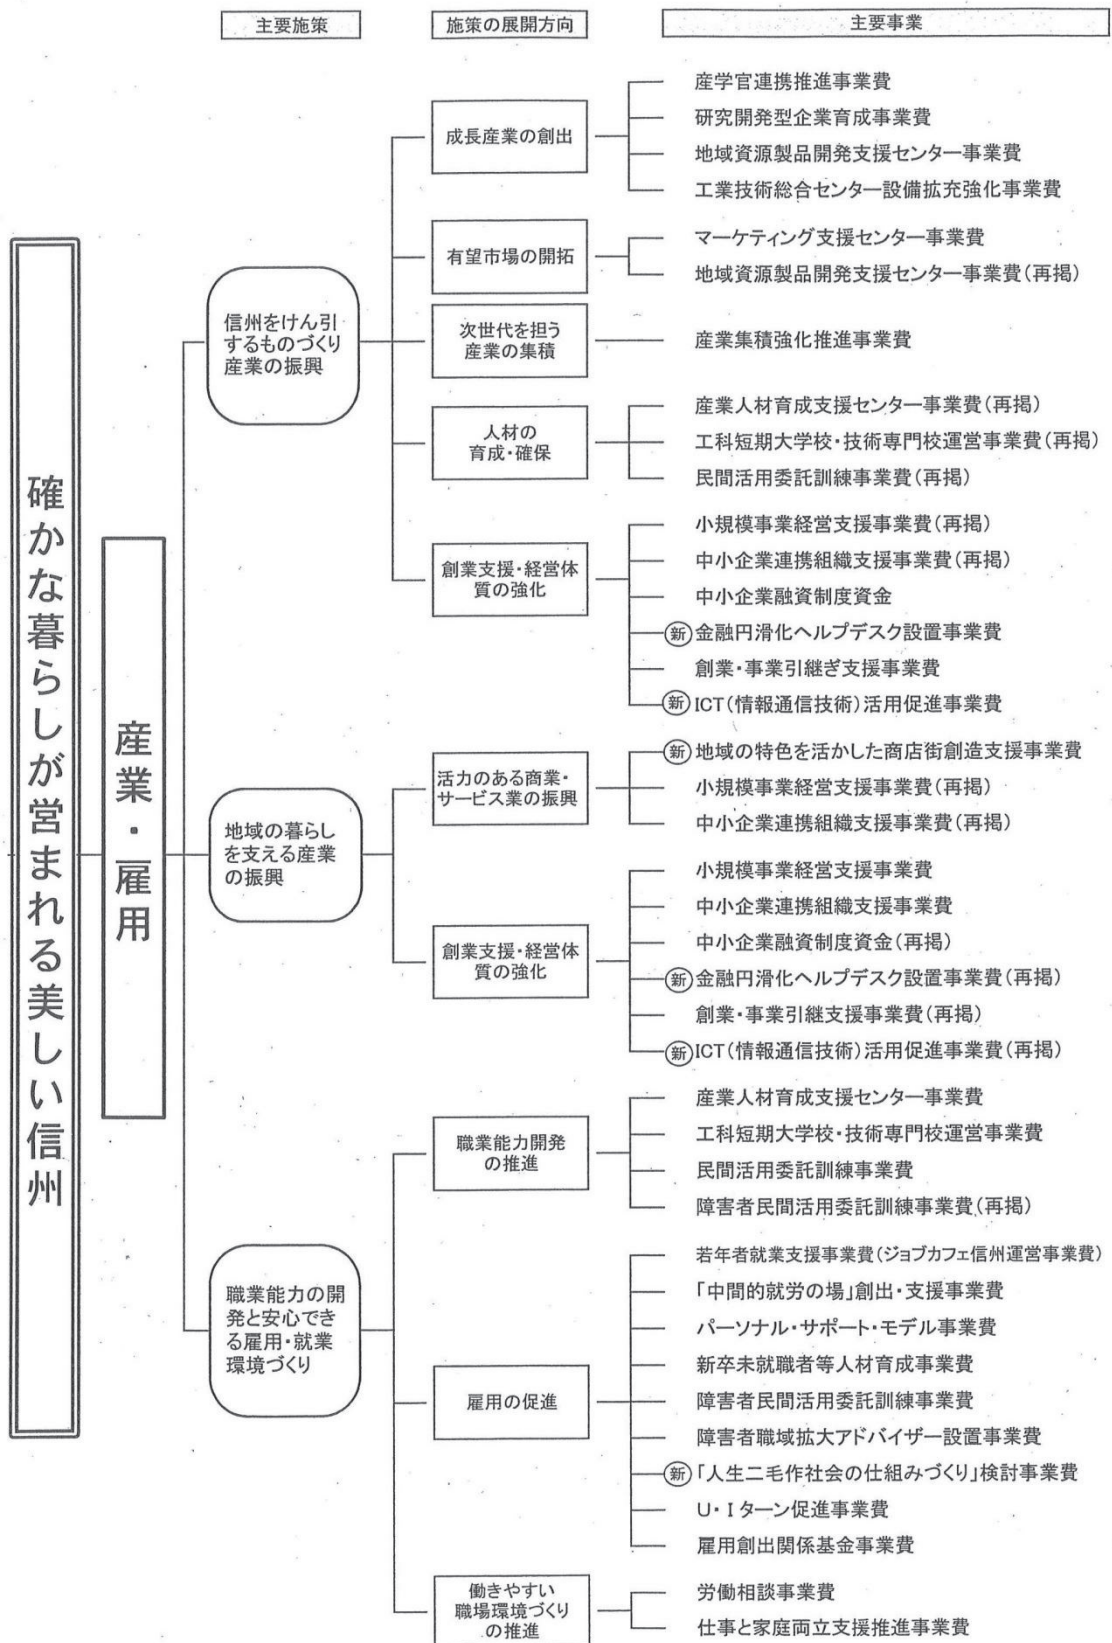 主要施策
施策の展開方向
主要事業
確かな暮らしが営まれる美しい信州
産業・雇用
信州をけん引
するものづくり
産業の振興
成長産業の創出
産学官連携推進事業費
研究開発型企業育成事業費
地域資源製品開発支援センター事業費
工業技術総合センター設備拡充強化事業費
有望市場の開拓
マーケティング支援センター事業費
地域資源製品開発支援センター事業費(再掲)
次世代を担う
産業の集積
産業集積強化推進事業費
人材の
育成・確保
産業人材育成支援センター事業費(再掲)
工科短期大学校・技術専門校運営事業費(再掲)
民間活用委託訓練事業費(再掲)
創業支援・経営体
質の強化
小規模事業経営支援事業費(再掲)
中小企業連携組織支援事業費(再掲)
中小企業融資制度資金
新 金融円滑化ヘルプデスク設置事業費
創業・事業引継ぎ支援事業費
新 ICT(情報通信技術)活用促進事業費
地域の暮らし
を支える産業
の振興
活力のある商業・
サービス業の振興
新 地域の特色を活かした商店街創造支援事業費
小規模事業経営支援事業費(再掲)
中小企業連携組織支援事業費(再掲)
創業支援・経営体
質の強化
小規模事業経営支援事業費
中小企業連携組織支援事業費
中小企業融資制度資金(再掲)
新 金融円滑化ヘルプデスク設置事業費(再掲)
創業・事業引継支援事業費(再掲)
新 ICT(情報通信技術)活用促進事業費(再掲)
職業能力の開
発と安心でき
る雇用・就業
環境づくり
職業能力開発
の推進
産業人材育成支援センター事業費
工科短期大学校・技術専門校運営事業費
民間活用委託訓練事業費
障害者民間活用委託訓練事業費(再掲)
雇用の促進
若年者就業支援事業費(ジョブカフェ信州運営事業費)
「中間的就労の場」創出・支援事業費
パーソナル・サポート・モデル事業費
新卒未就職者等人材育成事業費
障害者民間活用委託訓練事業費
障害者職域拡大アドバイザー設置事業費
新 「人生二毛作社会の仕組みづくり」検討事業費
U・Iターン促進事業費
雇用創出関係基金事業費
働きやすい
職場環境づくり
の推進
労働相談事業費
仕事と家庭両立支援推進事業費